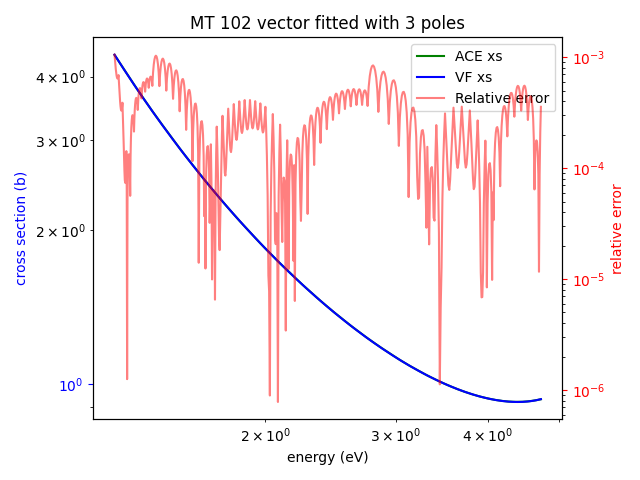 MT 102 vector fitted with 3 poles
ACE xs
VF xs
Relative error
4 × 10⁰
3 × 10⁰
2 × 10⁰
10⁰
cross section (b)
10⁻³
10⁻⁴
10⁻⁵
10⁻⁶
relative error
2 × 10⁰
3 × 10⁰
4 × 10⁰
energy (eV)